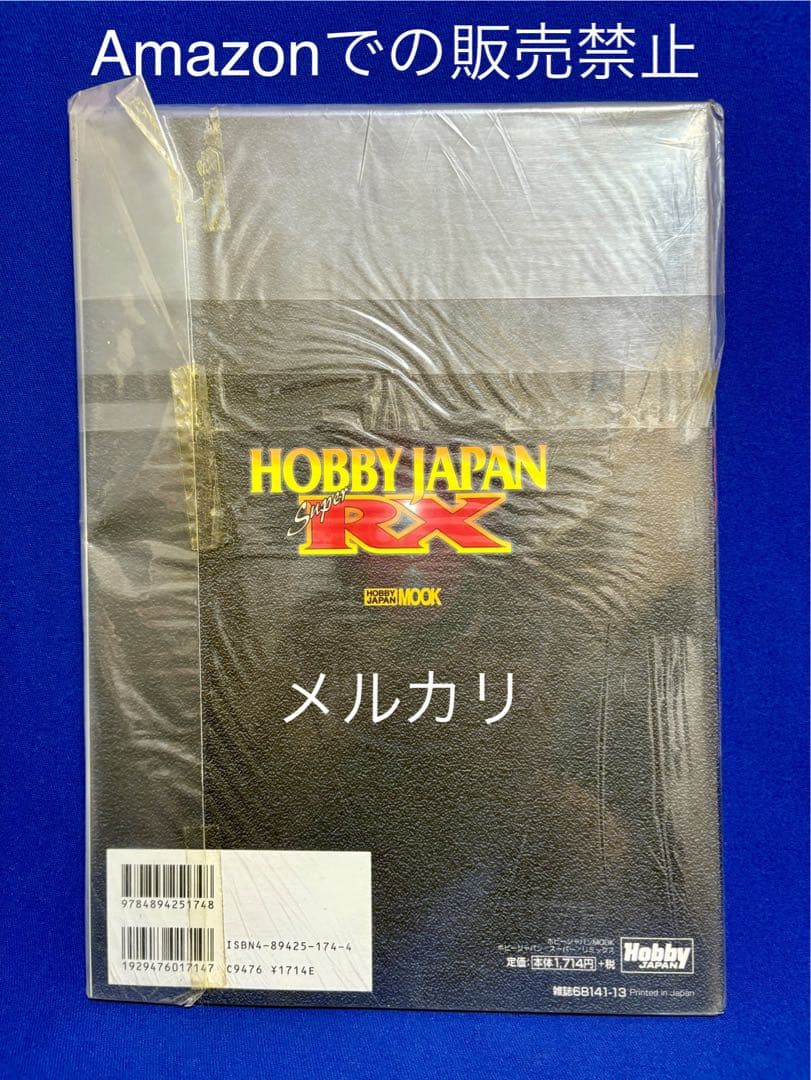 Amazonでの販売禁止
HOBBY JAPAN
Super
RX
HOBBY
JAPAN MOOK
メルカリ
9784894251748
ISBN4-89425-174-4
1929476017147
C9476 ¥1714E
ホビージャパンMOOK
ホビージャパン スーパー リミックス
定価:本体1,714円+税
Hobby
JAPAN
雑誌68141-13 Printed in Japan